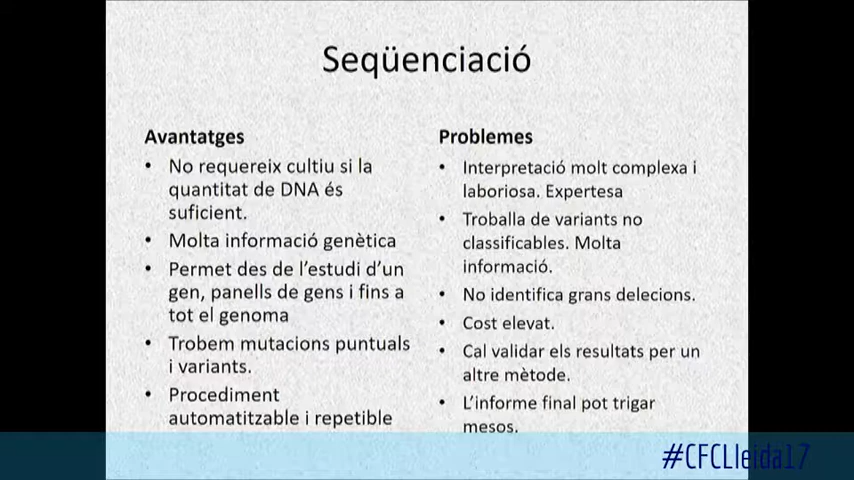 Seqüenciació
Avantatges
• No requereix cultiu si la
quantitat de DNA és
suficient.
• Molta informació genètica
• Permet des de l'estudi d'un
gen, panells de gens i fins a
tot el genoma
• Trobem mutacions puntuals
i variants.
• Procediment
automatitzable i repetible
Problemes
• Interpretació molt complexa i
laboriosa. Expertesa
• Troballa de variants no
classificables. Molta
informació.
• No identifica grans delecions.
• Cost elevat.
• Cal validar els resultats per un
altre mètode.
• L'informe final pot trigar
mesos.
#CFCLleida17